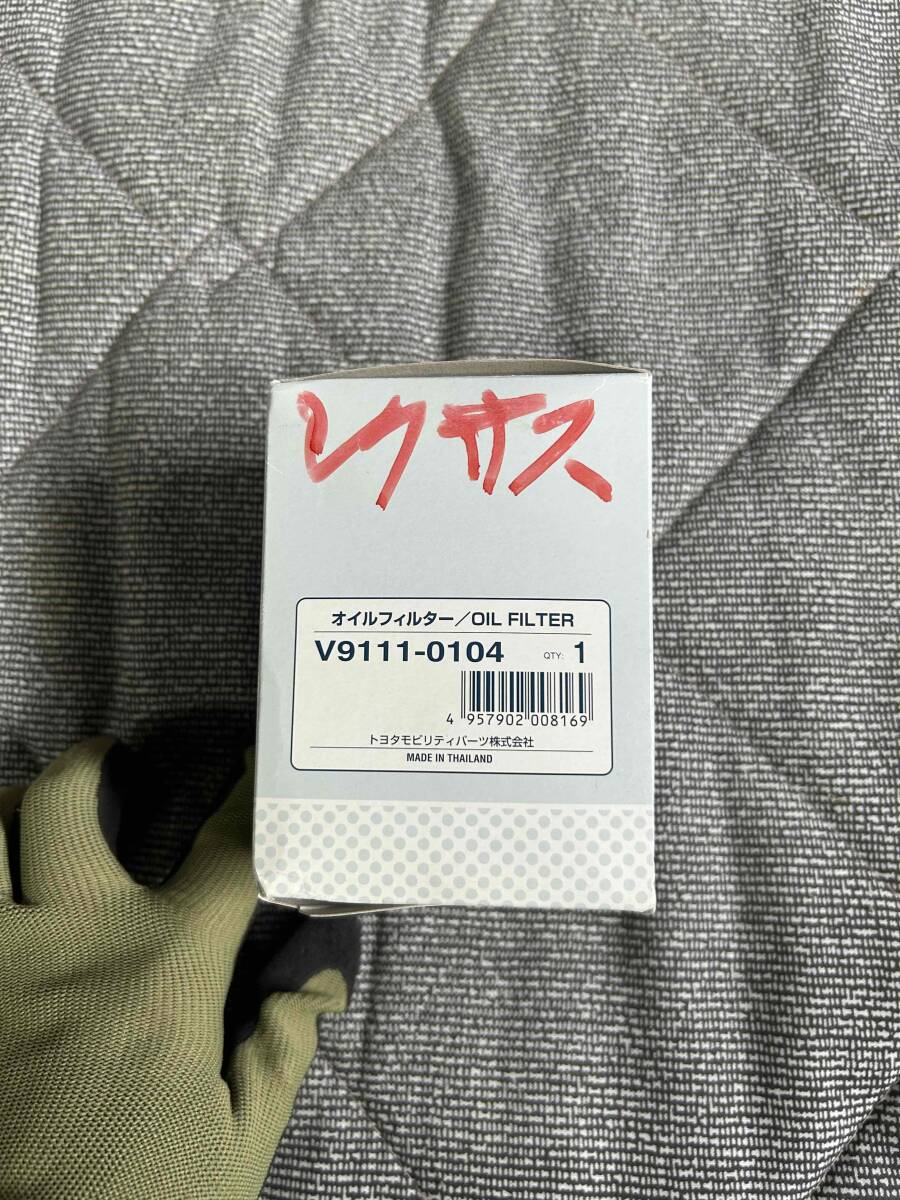 レクサス
オイルフィルター／OIL FILTER
V9111-0104 QTY: 1
4 957902 008169
トヨタモビリティパーツ株式会社
MADE IN THAILAND